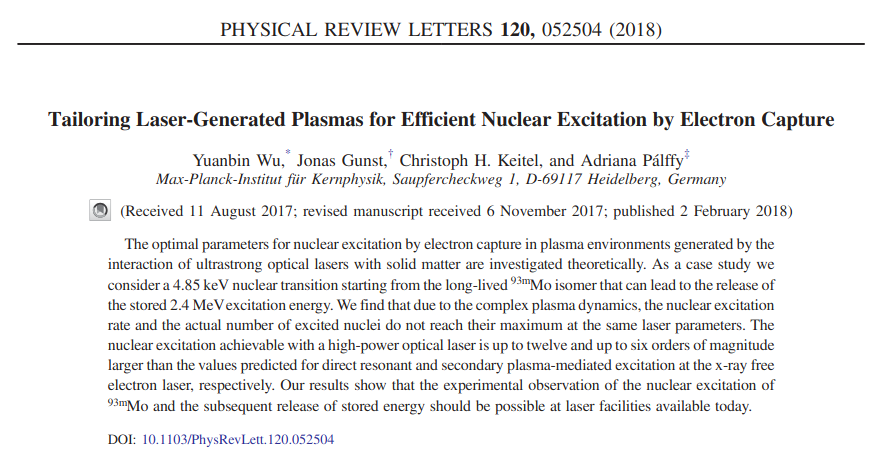 PHYSICAL REVIEW LETTERS 120, 052504 (2018)
Tailoring Laser-Generated Plasmas for Efficient Nuclear Excitation by Electron Capture
Yuanbin Wu,* Jonas Gunst,† Christoph H. Keitel, and Adriana Pálffy‡
Max-Planck-Institut für Kernphysik, Saupfercheckweg 1, D-69117 Heidelberg, Germany
(Received 11 August 2017; revised manuscript received 6 November 2017; published 2 February 2018)
The optimal parameters for nuclear excitation by electron capture in plasma environments generated by the
interaction of ultrastrong optical lasers with solid matter are investigated theoretically. As a case study we
consider a 4.85 keV nuclear transition starting from the long-lived ⁹³ᵐMo isomer that can lead to the release of
the stored 2.4 MeV excitation energy. We find that due to the complex plasma dynamics, the nuclear excitation
rate and the actual number of excited nuclei do not reach their maximum at the same laser parameters. The
nuclear excitation achievable with a high-power optical laser is up to twelve and up to six orders of magnitude
larger than the values predicted for direct resonant and secondary plasma-mediated excitation at the x-ray free
electron laser, respectively. Our results show that the experimental observation of the nuclear excitation of
⁹³ᵐMo and the subsequent release of stored energy should be possible at laser facilities available today.
DOI: 10.1103/PhysRevLett.120.052504